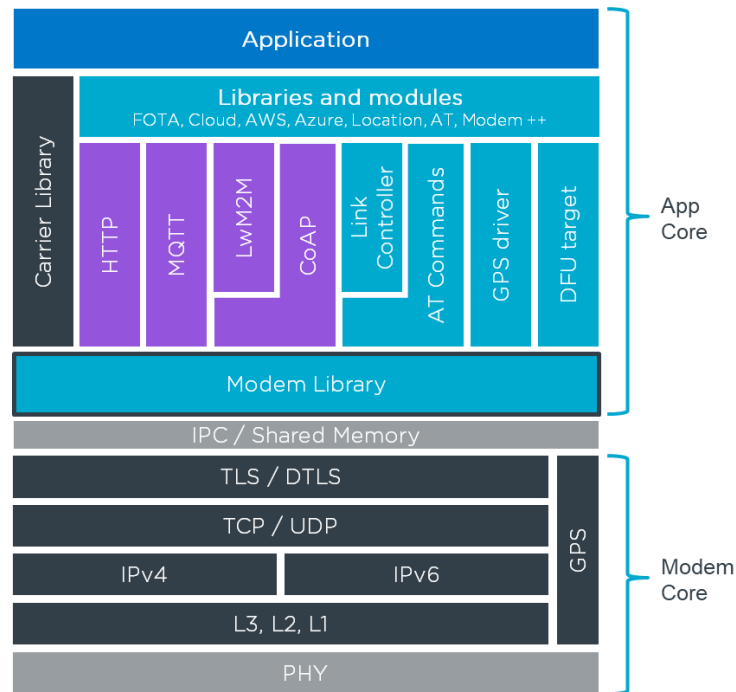 Application
Libraries and modules
FOTA, Cloud, AWS, Azure, Location, AT, Modem ++
Carrier Library
HTTP
MQTT
LwM2M
CoAP
Link
Controller
AT Commands
GPS driver
DFU target
App
Core
Modem Library
IPC / Shared Memory
TLS / DTLS
TCP / UDP
IPv4
IPv6
GPS
L3, L2, L1
PHY
Modem
Core